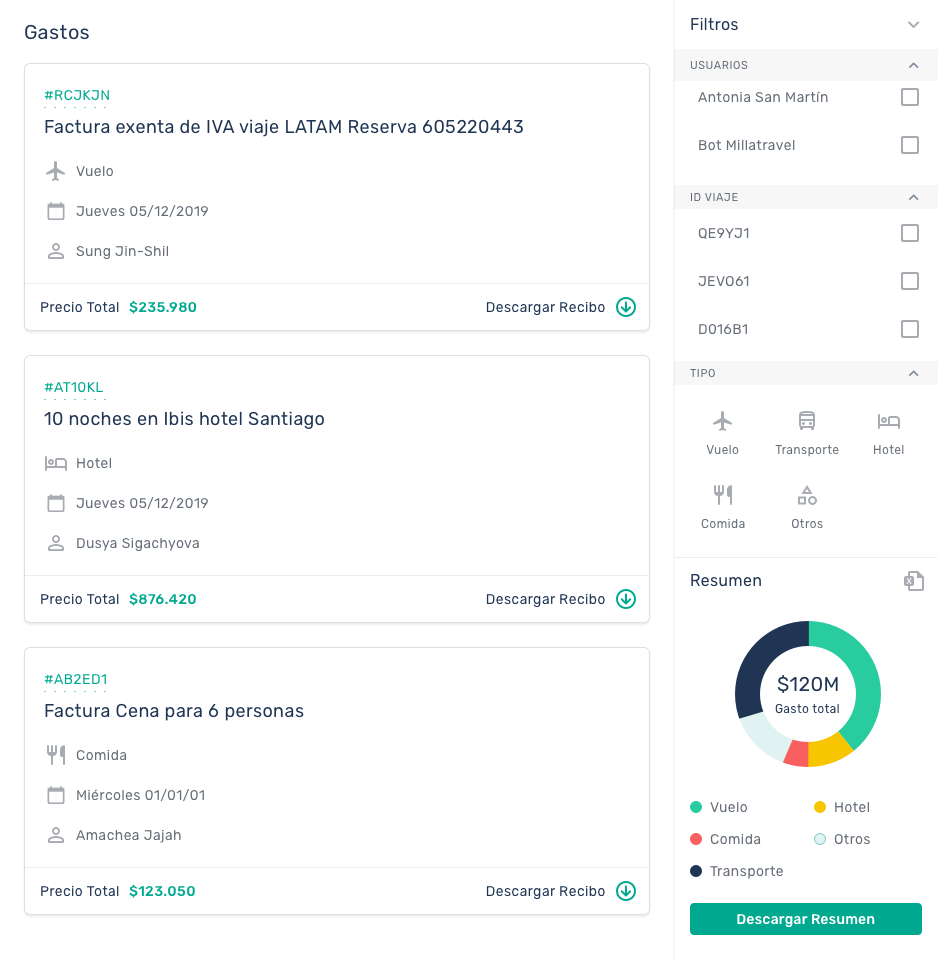 Gastos
#RCJKJN
Factura exenta de IVA viaje LATAM Reserva 605220443
Vuelo
Jueves 05/12/2019
Sung Jin-Shil
Precio Total $235.980 Descargar Recibo
#AT10KL
10 noches en Ibis hotel Santiago
Hotel
Jueves 05/12/2019
Dusya Sigachyova
Precio Total $876.420 Descargar Recibo
#AB2ED1
Factura Cena para 6 personas
Comida
Miércoles 01/01/01
Amachea Jajah
Precio Total $123.050 Descargar Recibo
Filtros
USUARIOS
Antonia San Martín
Bot Millatravel
ID VIAJE
QE9YJ1
JEVO61
D016B1
TIPO
Vuelo Transporte Hotel
Comida Otros
Resumen
$120M
Gasto total
Vuelo Hotel
Comida Otros
Transporte
Descargar Resumen